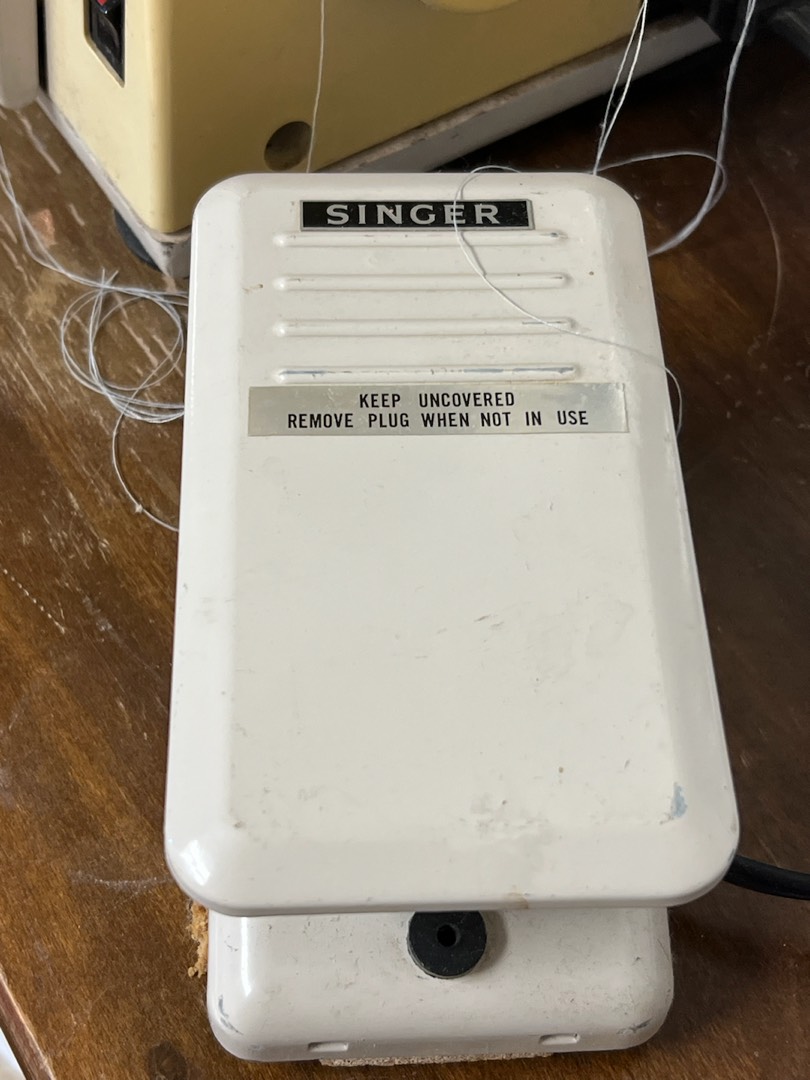 SINGER
KEEP UNCOVERED
REMOVE PLUG WHEN NOT IN USE